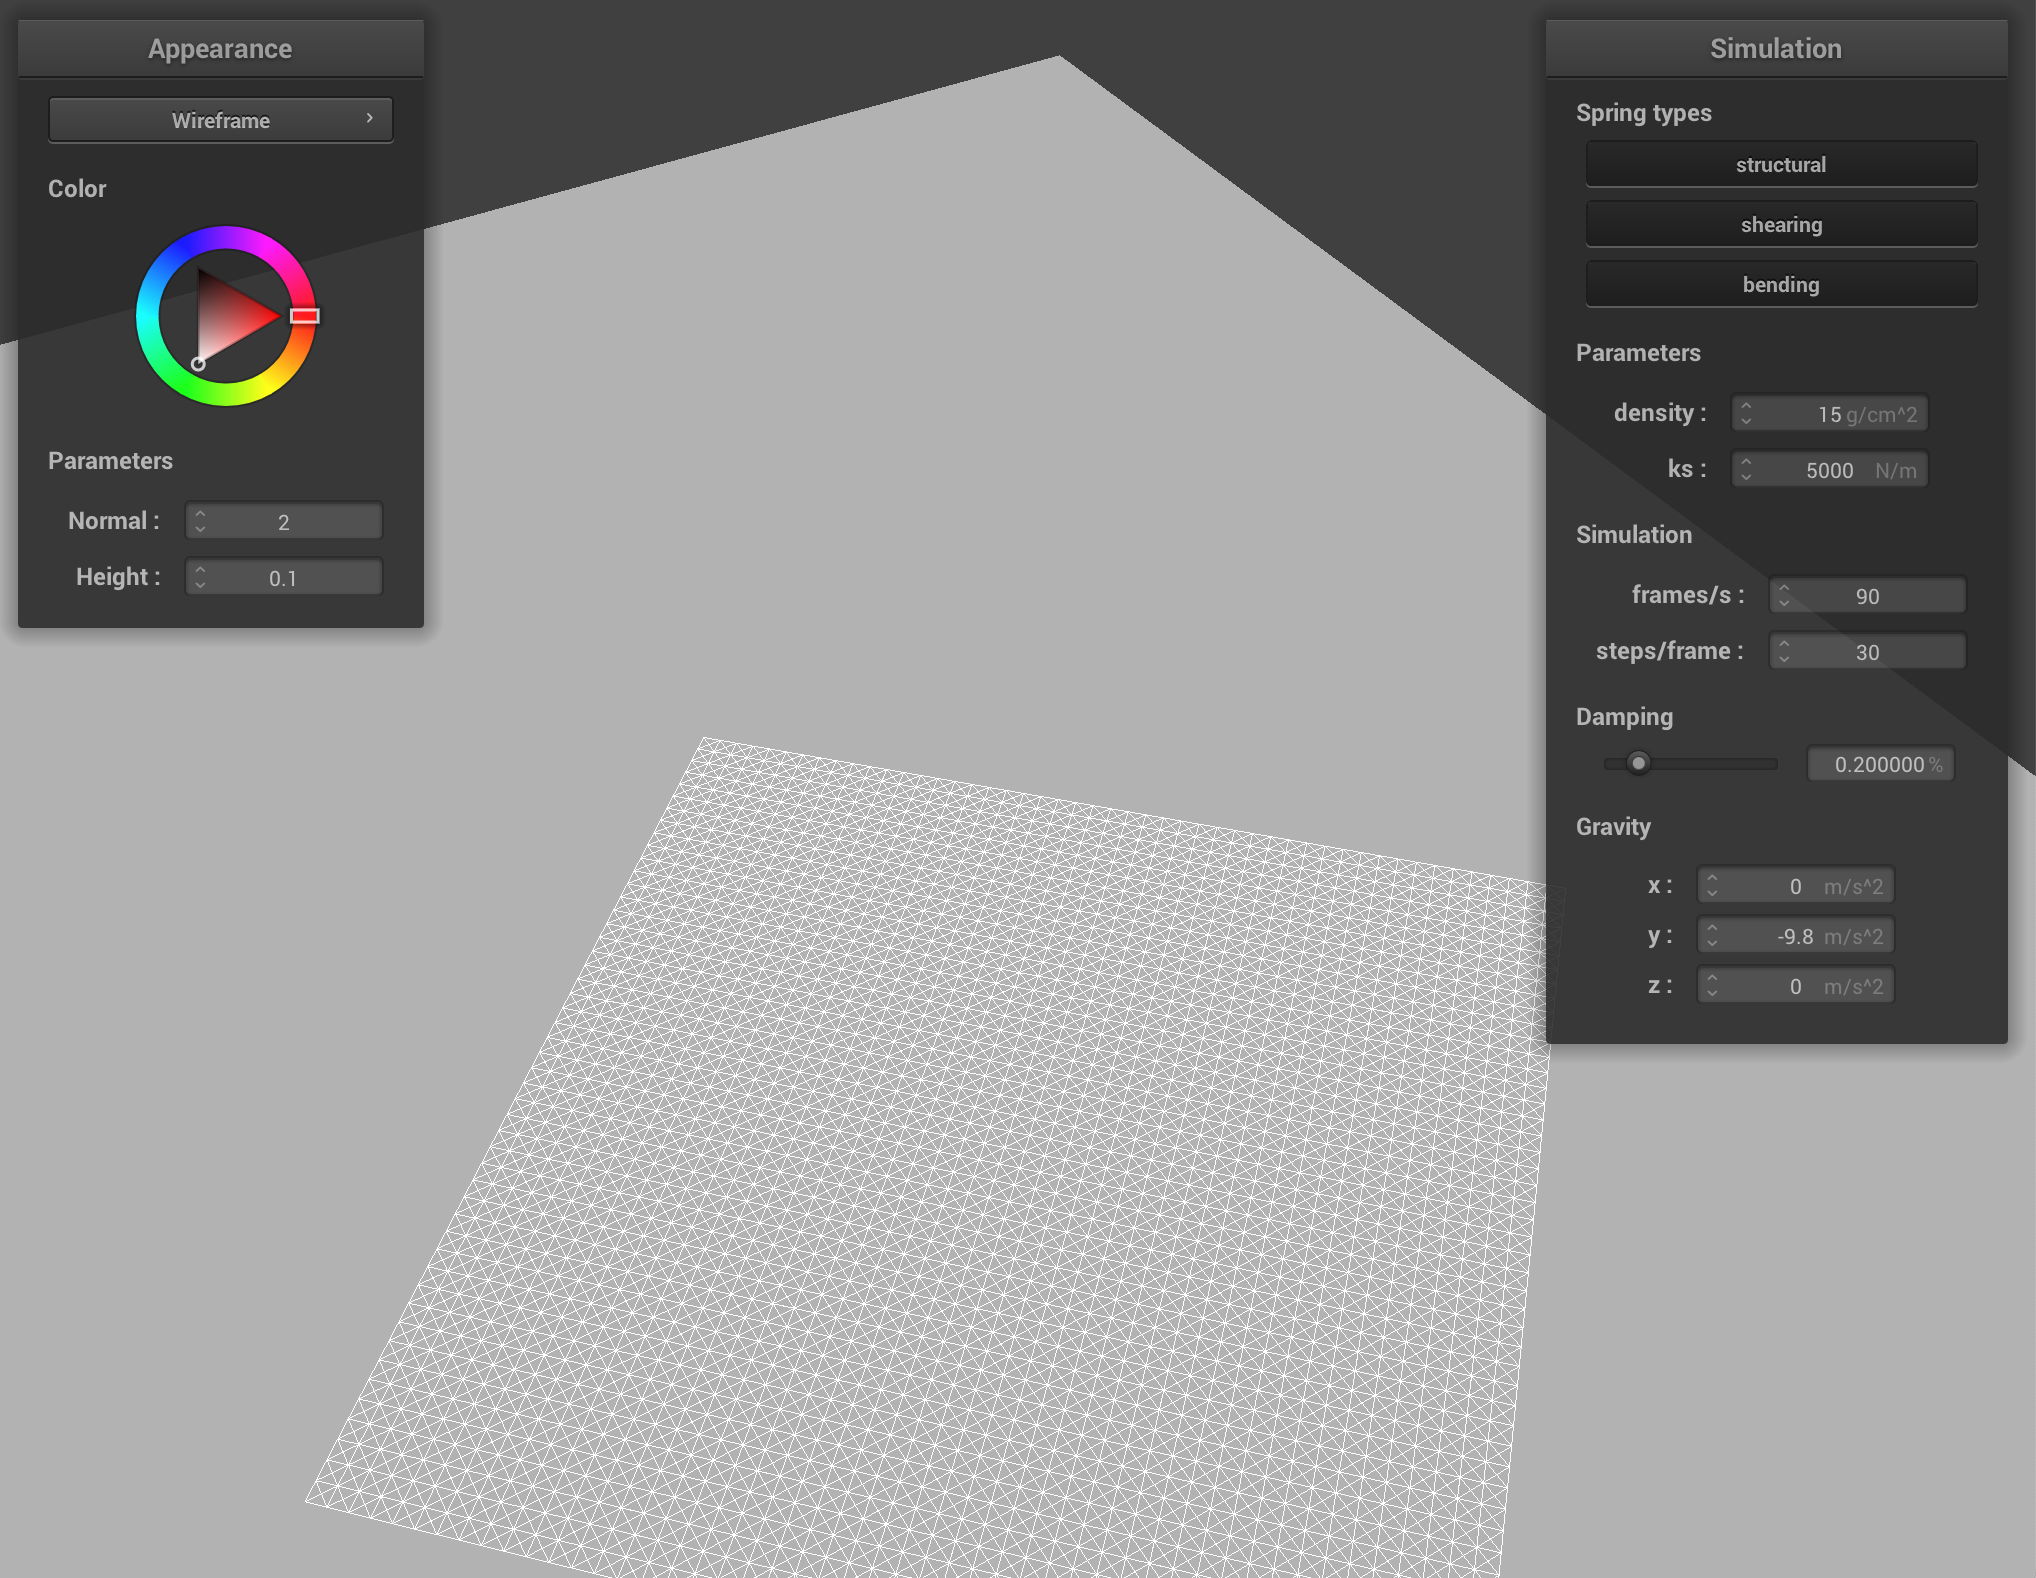 Appearance
Wireframe
Color
Parameters
Normal : 2
Height : 0.1
Simulation
Spring types
structural
shearing
bending
Parameters
density : 15 g/cm^2
ks : 5000 N/m
Simulation
frames/s : 90
steps/frame : 30
Damping
0.200000 %
Gravity
x : 0 m/s^2
y : -9.8 m/s^2
z : 0 m/s^2